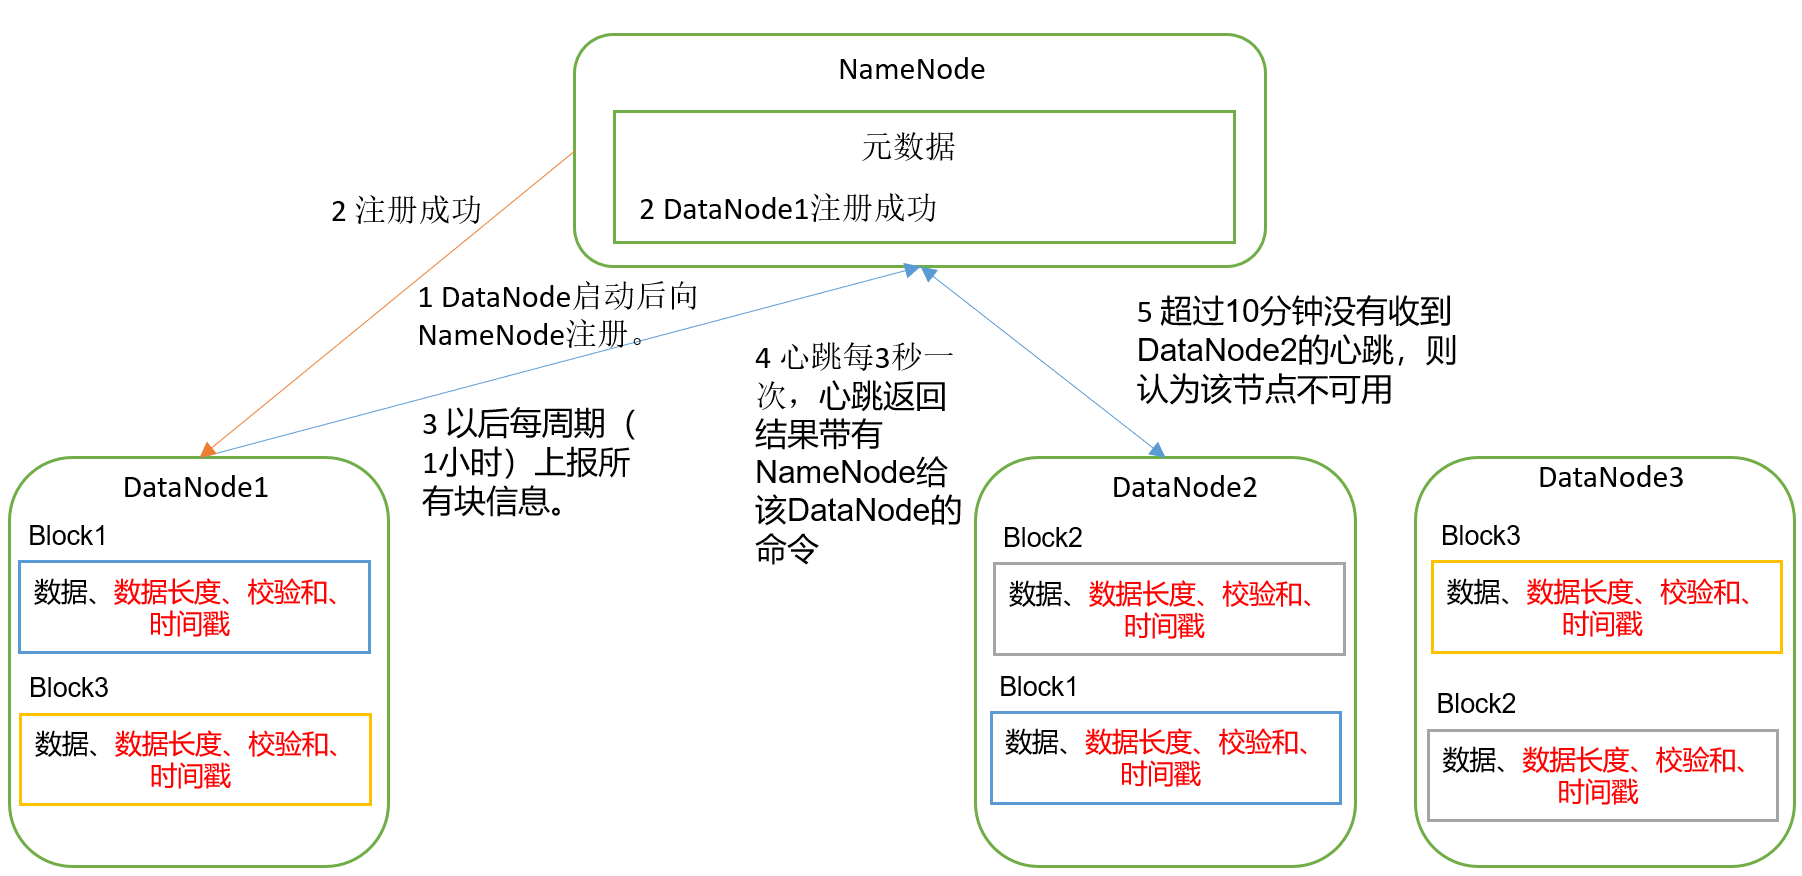 NameNode
元数据
2 DataNode1注册成功
2 注册成功
1 DataNode启动后向
NameNode注册。
3 以后每周期（
1小时）上报所
有块信息。
4 心跳每3秒一
次，心跳返回
结果带有
NameNode给
该DataNode的
命令
5 超过10分钟没有收到
DataNode2的心跳，则
认为该节点不可用
DataNode1
Block1
数据、数据长度、校验和、
时间戳
Block3
数据、数据长度、校验和、
时间戳
DataNode2
Block2
数据、数据长度、校验和、
时间戳
Block1
数据、数据长度、校验和、
时间戳
DataNode3
Block3
数据、数据长度、校验和、
时间戳
Block2
数据、数据长度、校验和、
时间戳